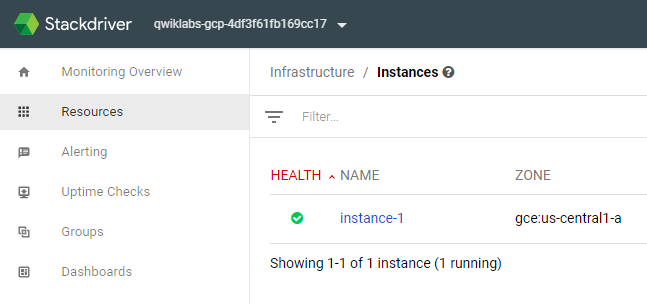 Stackdriver qwiklabs-gcp-4df3f61fb169cc17
Monitoring Overview
Resources
Alerting
Uptime Checks
Groups
Dashboards
Infrastructure / Instances ?
Filter...
HEALTH NAME ZONE
instance-1 gce:us-central1-a
Showing 1-1 of 1 instance (1 running)